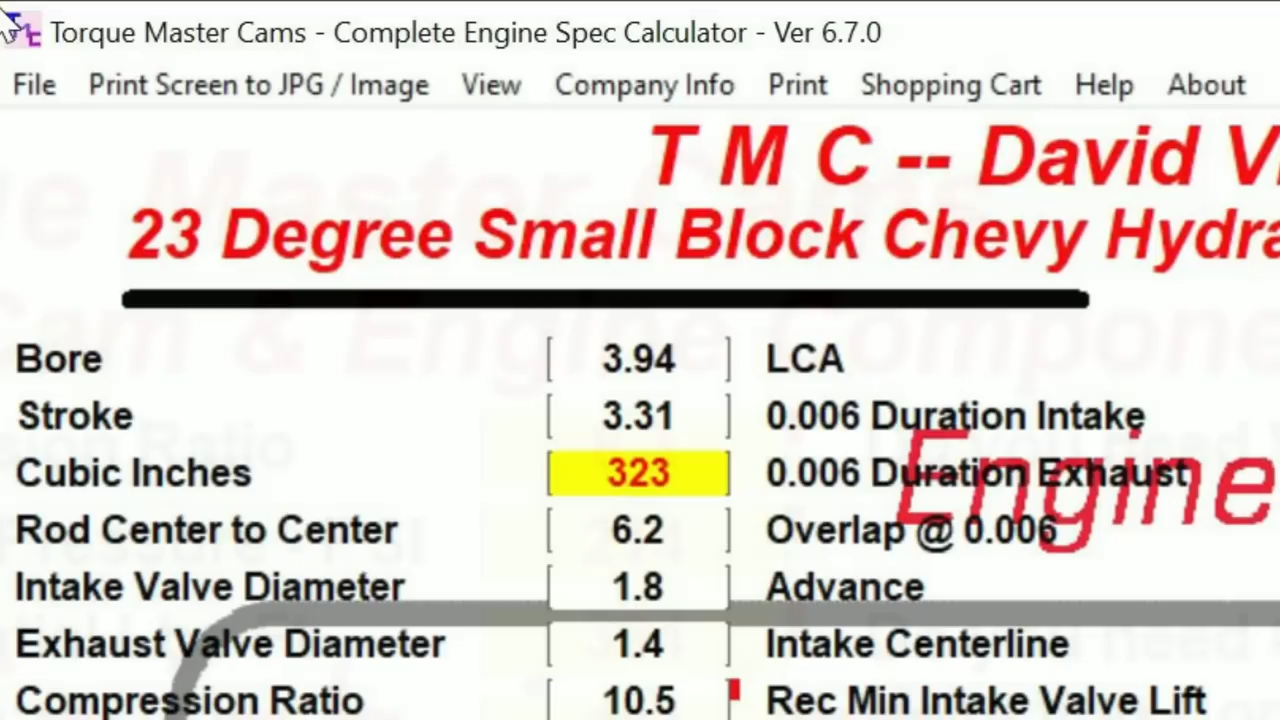 Torque Master Cams - Complete Engine Spec Calculator - Ver 6.7.0
File Print Screen to JPG / Image View Company Info Print Shopping Cart Help About
T M C -- David
23 Degree Small Block Chevy
Bore 3.94 LCA
Stroke 3.31 0.006 Duration Intake
Cubic Inches 323 0.006 Duration Exhaust
Engine
Rod Center to Center 6.2 Overlap @ 0.006
Intake Valve Diameter 1.8 Advance
Exhaust Valve Diameter 1.4 Intake Centerline
Compression Ratio 10.5 Rec Min Intake Valve Lift